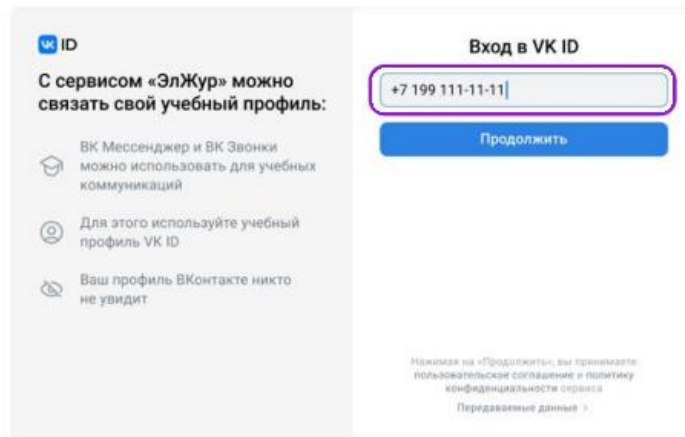 VK ID
С сервисом «ЭлЖур» можно
связать свой учебный профиль:
ВК Мессенджер и ВК Звонки
можно использовать для учебных
коммуникаций
Для этого используйте учебный
профиль VK ID
Ваш профиль ВКонтакте никто
не увидит
Вход в VK ID
+7 199 111-11-11
Продолжить
Нажимая на «Продолжить», вы принимаете
пользовательское соглашение и политику
конфиденциальности сервиса
Передаваемые данные >